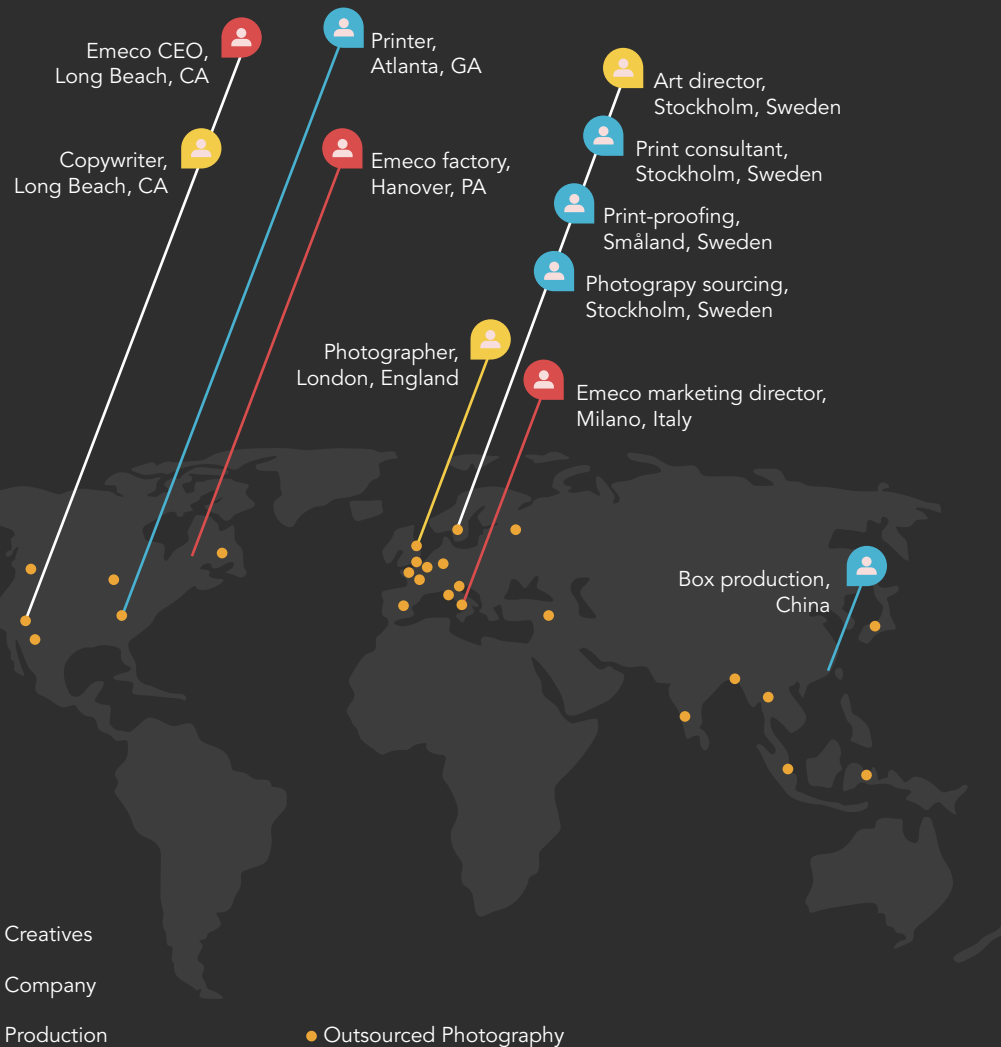 Emeco CEO,
Long Beach, CA
Printer,
Atlanta, GA
Art director,
Stockholm, Sweden
Copywriter,
Long Beach, CA
Emeco factory,
Hanover, PA
Print consultant,
Stockholm, Sweden
Print-proofing,
Småland, Sweden
Photograpy sourcing,
Stockholm, Sweden
Photographer,
London, England
Emeco marketing director,
Milano, Italy
Box production,
China
Creatives
Company
Production
Outsourced Photography